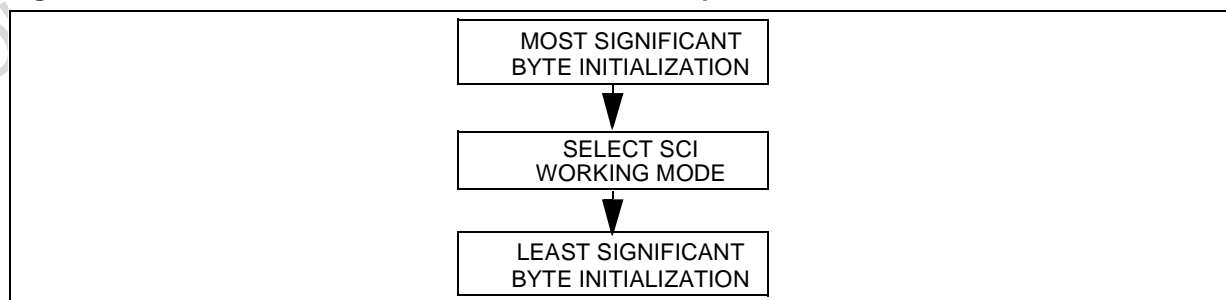 MOST SIGNIFICANT
BYTE INITIALIZATION
SELECT SCI
WORKING MODE
LEAST SIGNIFICANT
BYTE INITIALIZATION